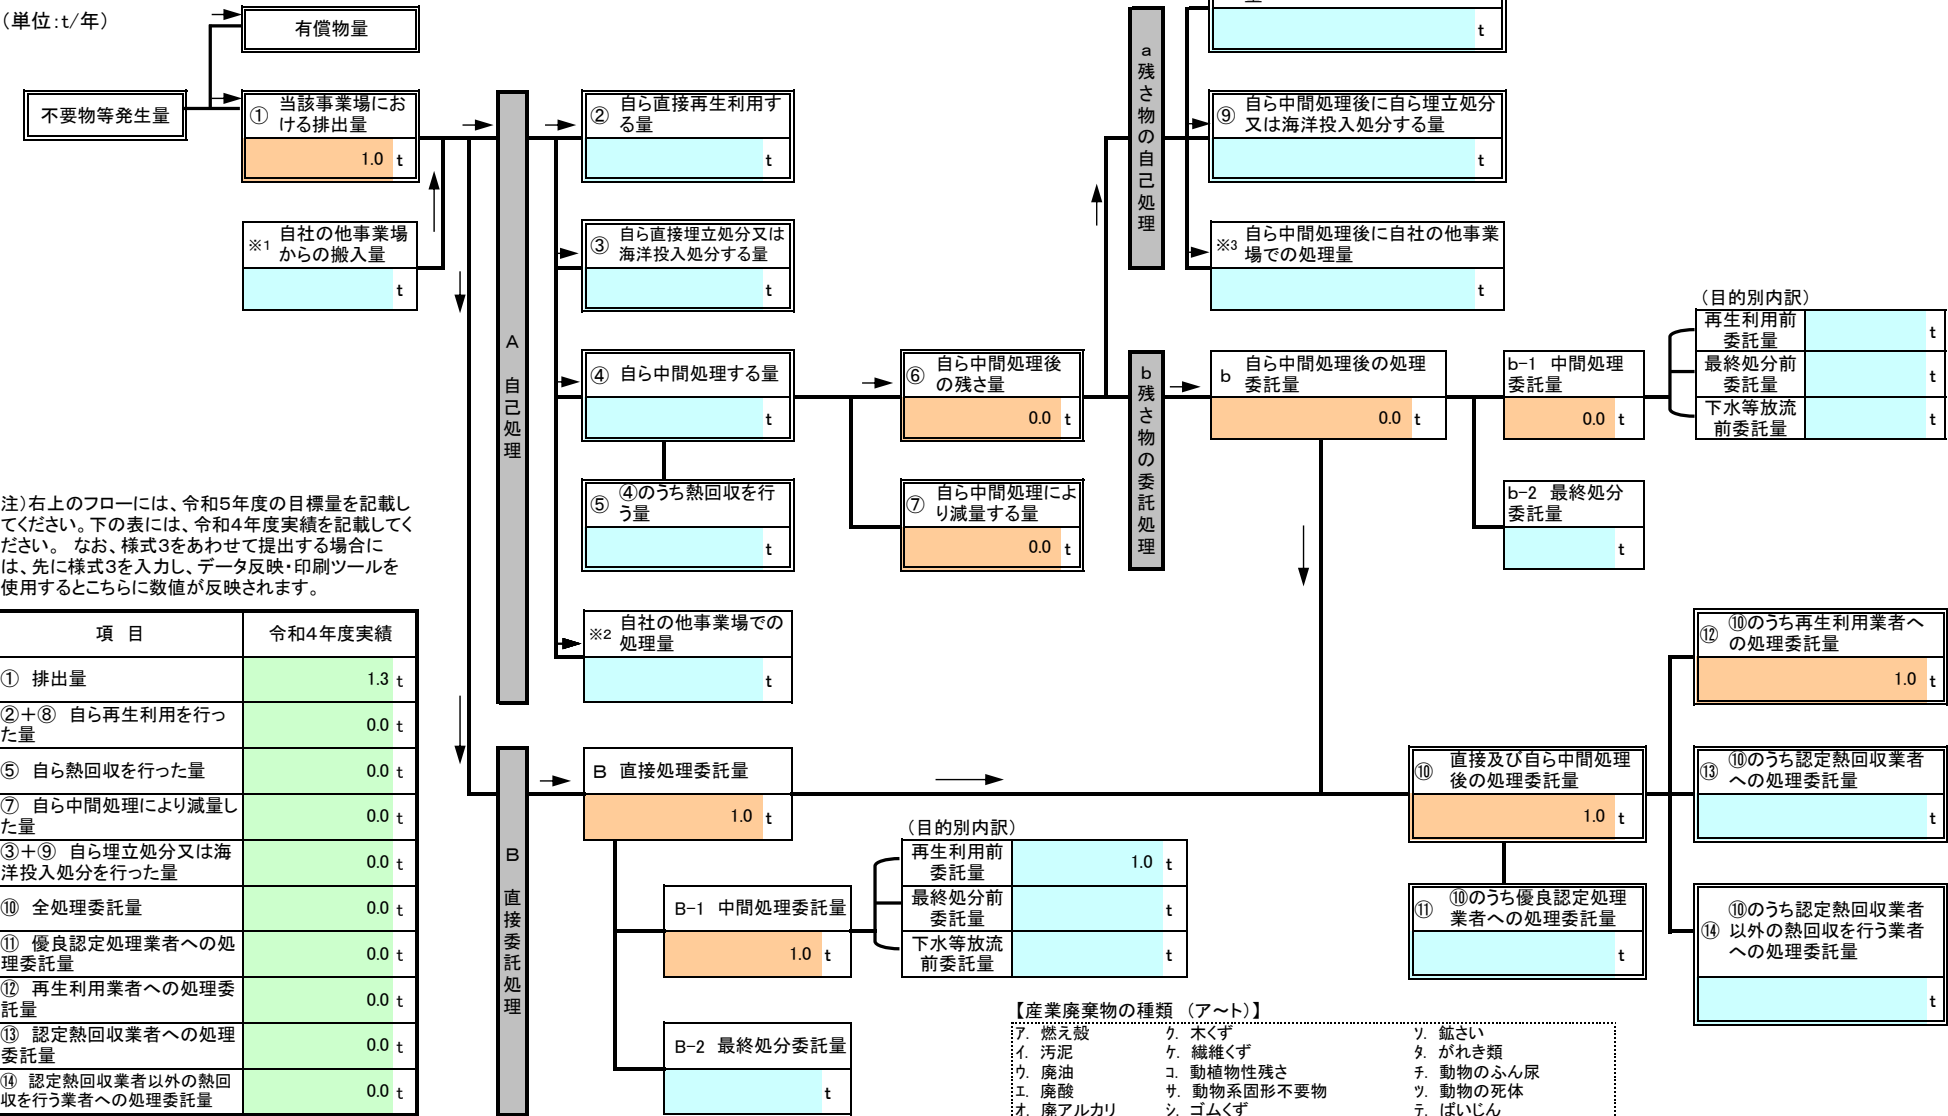 （単位：t/年）
有償物量
不要物等発生量
① 当該事業場にお
ける排出量
1.0 t
※1 自社の他事業場
からの搬入量
t
A 自己処理
② 自ら直接再生利用す
る量
t
③ 自ら直接埋立処分又は
海洋投入処分する量
t
④ 自ら中間処理する量
t
⑤ ④のうち熱回収を行
う量
t
※2 自社の他事業場での
処理量
t
⑥ 自ら中間処理後
の残さ量
0.0 t
⑦ 自ら中間処理によ
り減量する量
0.0 t
a 残さ物の自己処理
t
⑨ 自ら中間処理後に自ら埋立処分
又は海洋投入処分する量
t
※3 自ら中間処理後に自社の他事業
場での処理量
t
b 残さ物の委託処理
b 自ら中間処理後の処理
委託量
0.0 t
b-1 中間処理
委託量
0.0 t
b-2 最終処分
委託量
t
（目的別内訳）
再生利用前
委託量
t
最終処分前
委託量
t
下水等放流
前委託量
t
注）右上のフローには、令和5年度の目標量を記載し
てください。下の表には、令和4年度実績を記載してく
ださい。 なお、様式3をあわせて提出する場合に
は、先に様式3を入力し、データ反映・印刷ツールを
使用するとこちらに数値が反映されます。
項 目 令和4年度実績
① 排出量 1.3 t
②＋⑧ 自ら再生利用を行っ
た量 0.0 t
⑤ 自ら熱回収を行った量 0.0 t
⑦ 自ら中間処理により減量し
た量 0.0 t
③＋⑨ 自ら埋立処分又は海
洋投入処分を行った量 0.0 t
⑩ 全処理委託量 0.0 t
⑪ 優良認定処理業者への処
理委託量 0.0 t
⑫ 再生利用業者への処理委
託量 0.0 t
⑬ 認定熱回収業者への処理
委託量 0.0 t
⑭ 認定熱回収業者以外の熱回
収を行う業者への処理委託量 0.0 t
B 直接委託処理
B 直接処理委託量
1.0 t
B-1 中間処理委託量
1.0 t
B-2 最終処分委託量
t
（目的別内訳）
再生利用前
委託量
1.0 t
最終処分前
委託量
t
下水等放流
前委託量
t
⑩ 直接及び自ら中間処理
後の処理委託量
1.0 t
⑪ ⑩のうち優良認定処理
業者への処理委託量
t
⑫ ⑩のうち再生利用業者へ
の処理委託量
1.0 t
⑬ ⑩のうち認定熱回収業者
への処理委託量
t
⑭ ⑩のうち認定熱回収業者
以外の熱回収を行う業者
への処理委託量
t
【産業廃棄物の種類 （ア～ト）】
ｱ. 燃え殻 ｸ. 木くず ｿ. 鉱さい
ｲ. 汚泥 ｹ. 繊維くず ﾀ. がれき類
ｳ. 廃油 ｺ. 動植物性残さ ﾁ. 動物のふん尿
ｴ. 廃酸 ｻ. 動物系固形不要物 ﾂ. 動物の死体
ｵ. 廃アルカリ ｼ. ゴムくず ﾃ. ばいじん